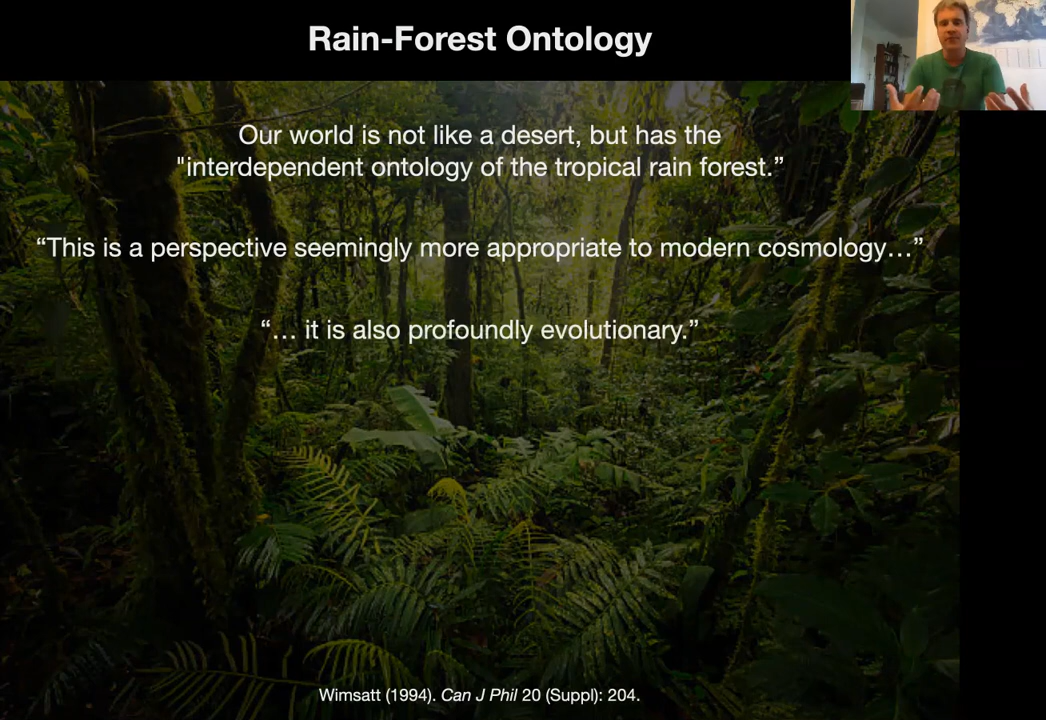 Rain-Forest Ontology
Our world is not like a desert, but has the
"interdependent ontology of the tropical rain forest.”
“This is a perspective seemingly more appropriate to modern cosmology…”
“… it is also profoundly evolutionary.”
Wimsatt (1994). Can J Phil 20 (Suppl): 204.